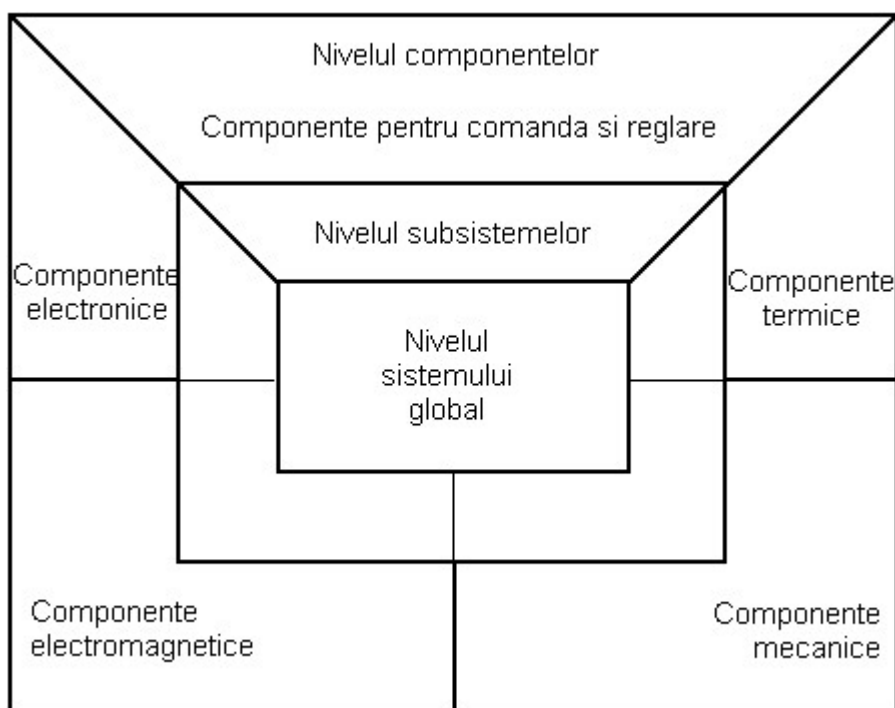 Nivelul componentelor
Componente pentru comanda si reglare
Nivelul subsistemelor
Componente
electronice
Componente
termice
Nivelul
sistemului
global
Componente
electromagnetice
Componente
mecanice